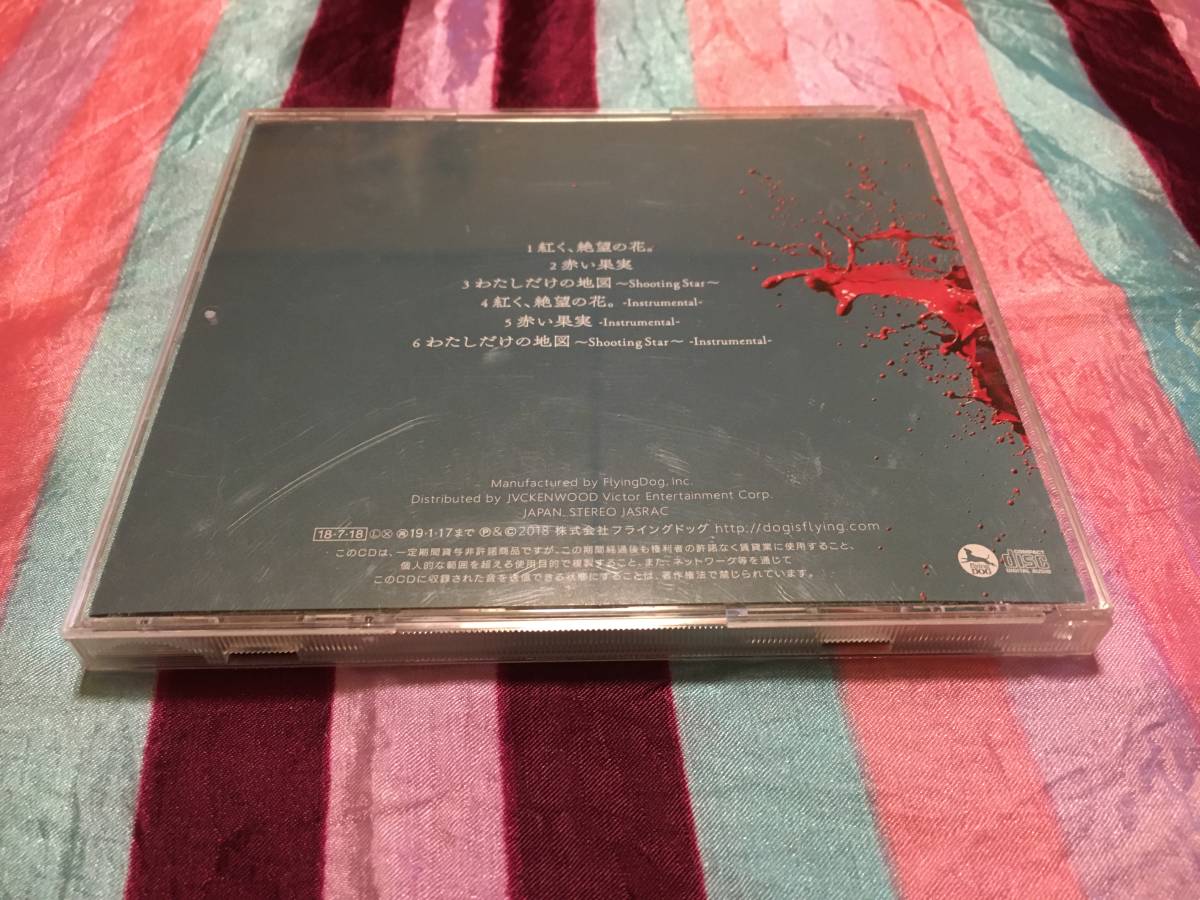 1 紅く、絶望の花。
2 赤い果実
3 わたしだけの地図 〜Shooting Star〜
4 紅く、絶望の花。 -Instrumental-
5 赤い果実 -Instrumental-
6 わたしだけの地図 〜Shooting Star〜 -Instrumental-
Manufactured by FlyingDog, Inc.
Distributed by JVCKENWOOD Victor Entertainment Corp.
JAPAN, STEREO JASRAC
18・7・18 Ⓛ Ⓧ 19・1・17まで Ⓟ&©2018 株式会社フライングドッグ http://dogisflying.com
このCDは、一定期間貸与非許諾商品ですが、この期間経過後も権利者の許諾なく賃貸業に使用すること、
個人的な範囲を超える使用目的で複製すること、また、ネットワーク等を通じて
このCDに収録された音を送信できる状態にすることは、著作権法で禁じられています。
flying DOG
COMPACT
disc
DIGITAL AUDIO